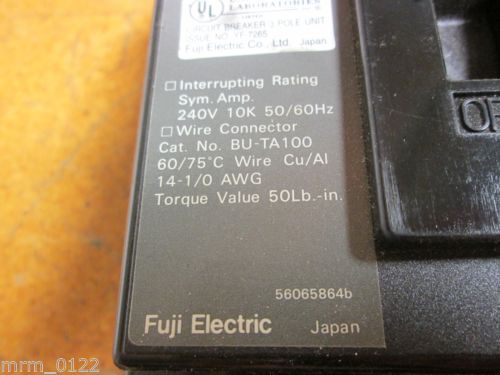 UL
LABORATORIES
CIRCUIT BREAKER 3 POLE UNIT
ISSUE NO. YF-7265
Fuji Electric Co., Ltd. Japan
□ Interrupting Rating
Sym. Amp.
240V 10K 50/60Hz
□ Wire Connector
Cat. No. BU-TA100
60/75°C Wire Cu/Al
14-1/0 AWG
Torque Value 50Lb.-in.
56065864b
Fuji Electric Japan
mrm_0122